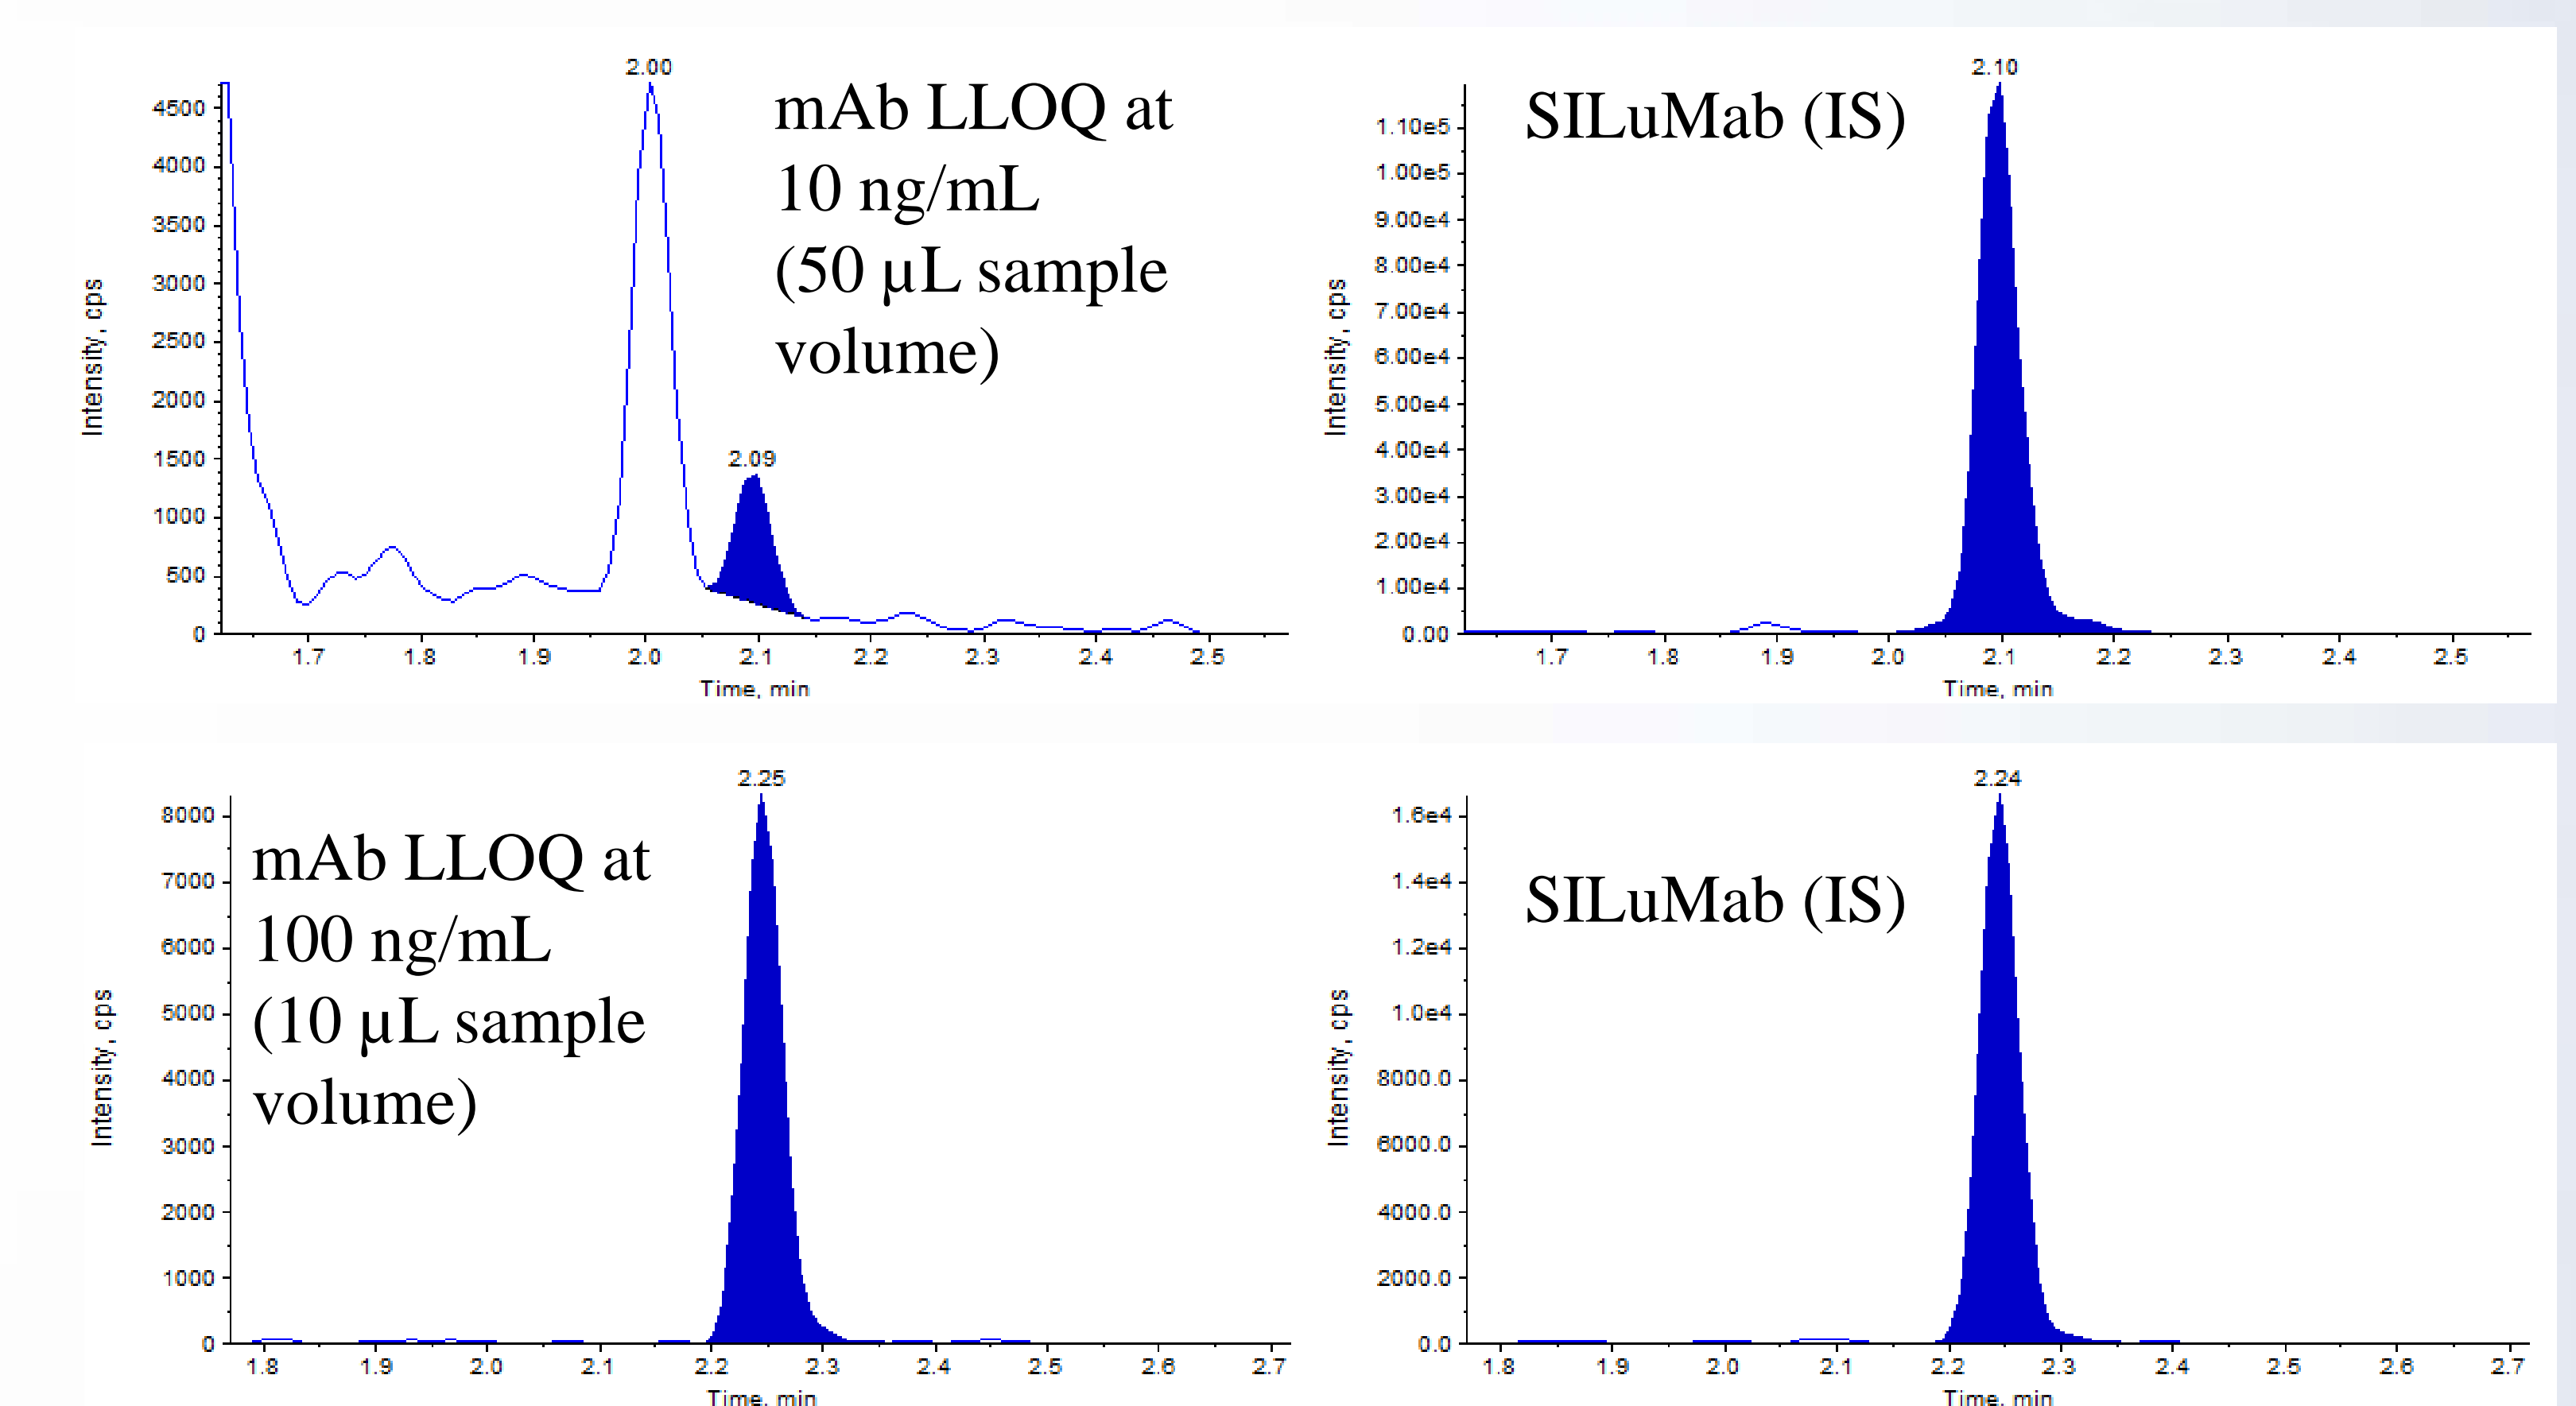 2.00
mAb LLOQ at
10 ng/mL
(50 µL sample
volume)
4500
4000
3500
3000
2500
2000
1500
1000
500
0
2.09
Intensity, cps
1.7 1.8 1.9 2.0 2.1 2.2 2.3 2.4 2.5
Time, min
2.10
SILuMab (IS)
1.10e5
1.00e5
9.00e4
8.00e4
7.00e4
6.00e4
5.00e4
4.00e4
3.00e4
2.00e4
1.00e4
0.00
Intensity, cps
1.7 1.8 1.9 2.0 2.1 2.2 2.3 2.4 2.5
Time, min
2.25
mAb LLOQ at
100 ng/mL
(10 µL sample
volume)
8000
7000
6000
5000
4000
3000
2000
1000
0
Intensity, cps
1.8 1.9 2.0 2.1 2.2 2.3 2.4 2.5 2.6 2.7
Time, min
2.24
SILuMab (IS)
1.6e4
1.4e4
1.2e4
1.0e4
8000.0
6000.0
4000.0
2000.0
0.0
Intensity, cps
1.8 1.9 2.0 2.1 2.2 2.3 2.4 2.5 2.6 2.7
Time, min